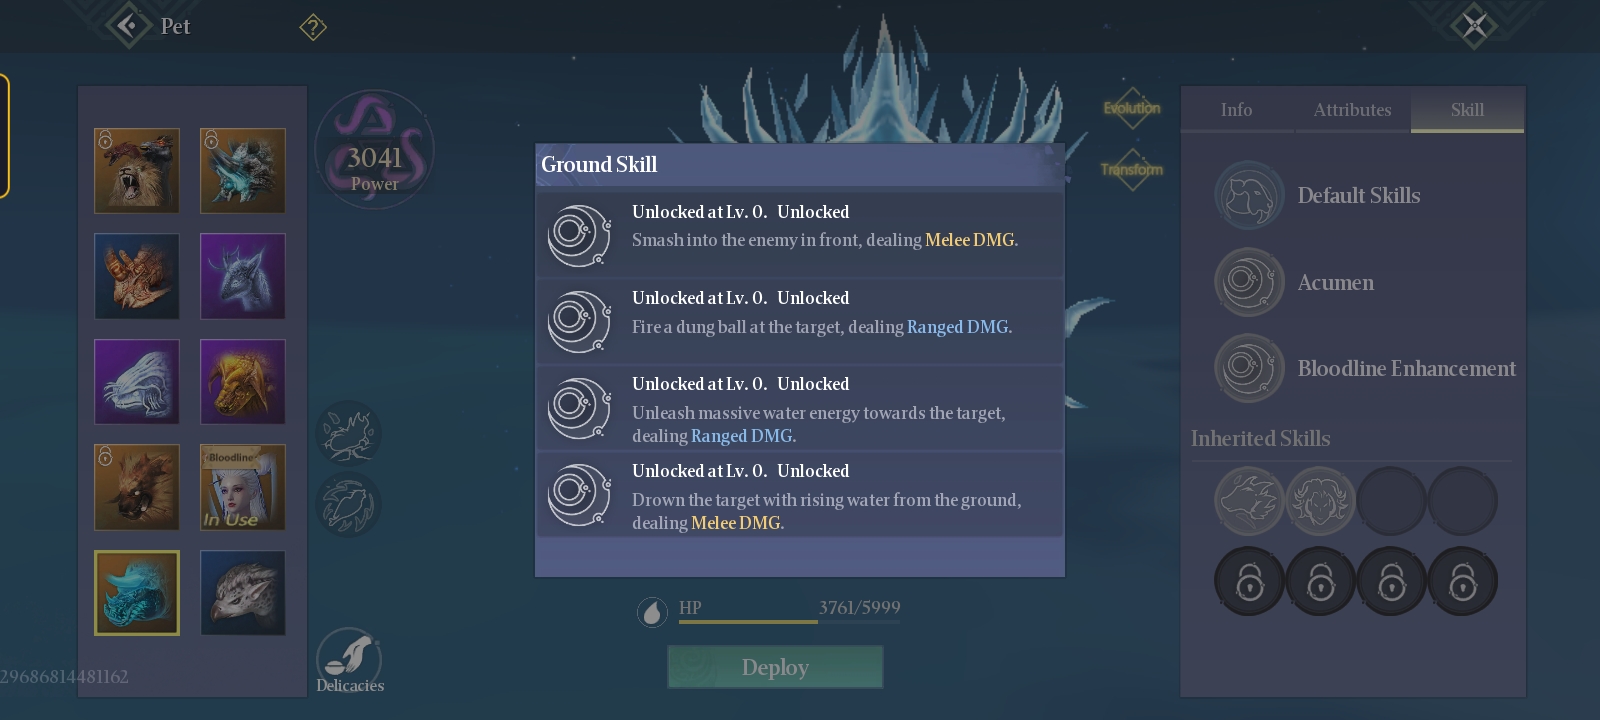 Pet
?
3041
Power
Evolution
Transform
Info
Attributes
Skill
Default Skills
Acumen
Bloodline Enhancement
Inherited Skills
Ground Skill
Unlocked at Lv. 0. Unlocked
Smash into the enemy in front, dealing Melee DMG.
Unlocked at Lv. 0. Unlocked
Fire a dung ball at the target, dealing Ranged DMG.
Unlocked at Lv. 0. Unlocked
Unleash massive water energy towards the target,
dealing Ranged DMG.
Unlocked at Lv. 0. Unlocked
Drown the target with rising water from the ground,
dealing Melee DMG.
Bloodline
In Use
HP
3761/5999
Deploy
Delicacies
29686814481162